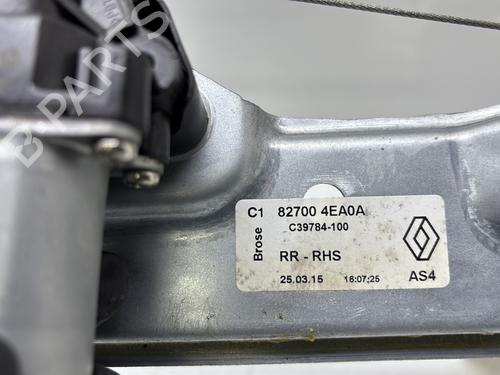 B PARTS
C1 82700 4EA0A
Brose
C39784-100
RR - RHS
25.03.15 16:07:25
AS4